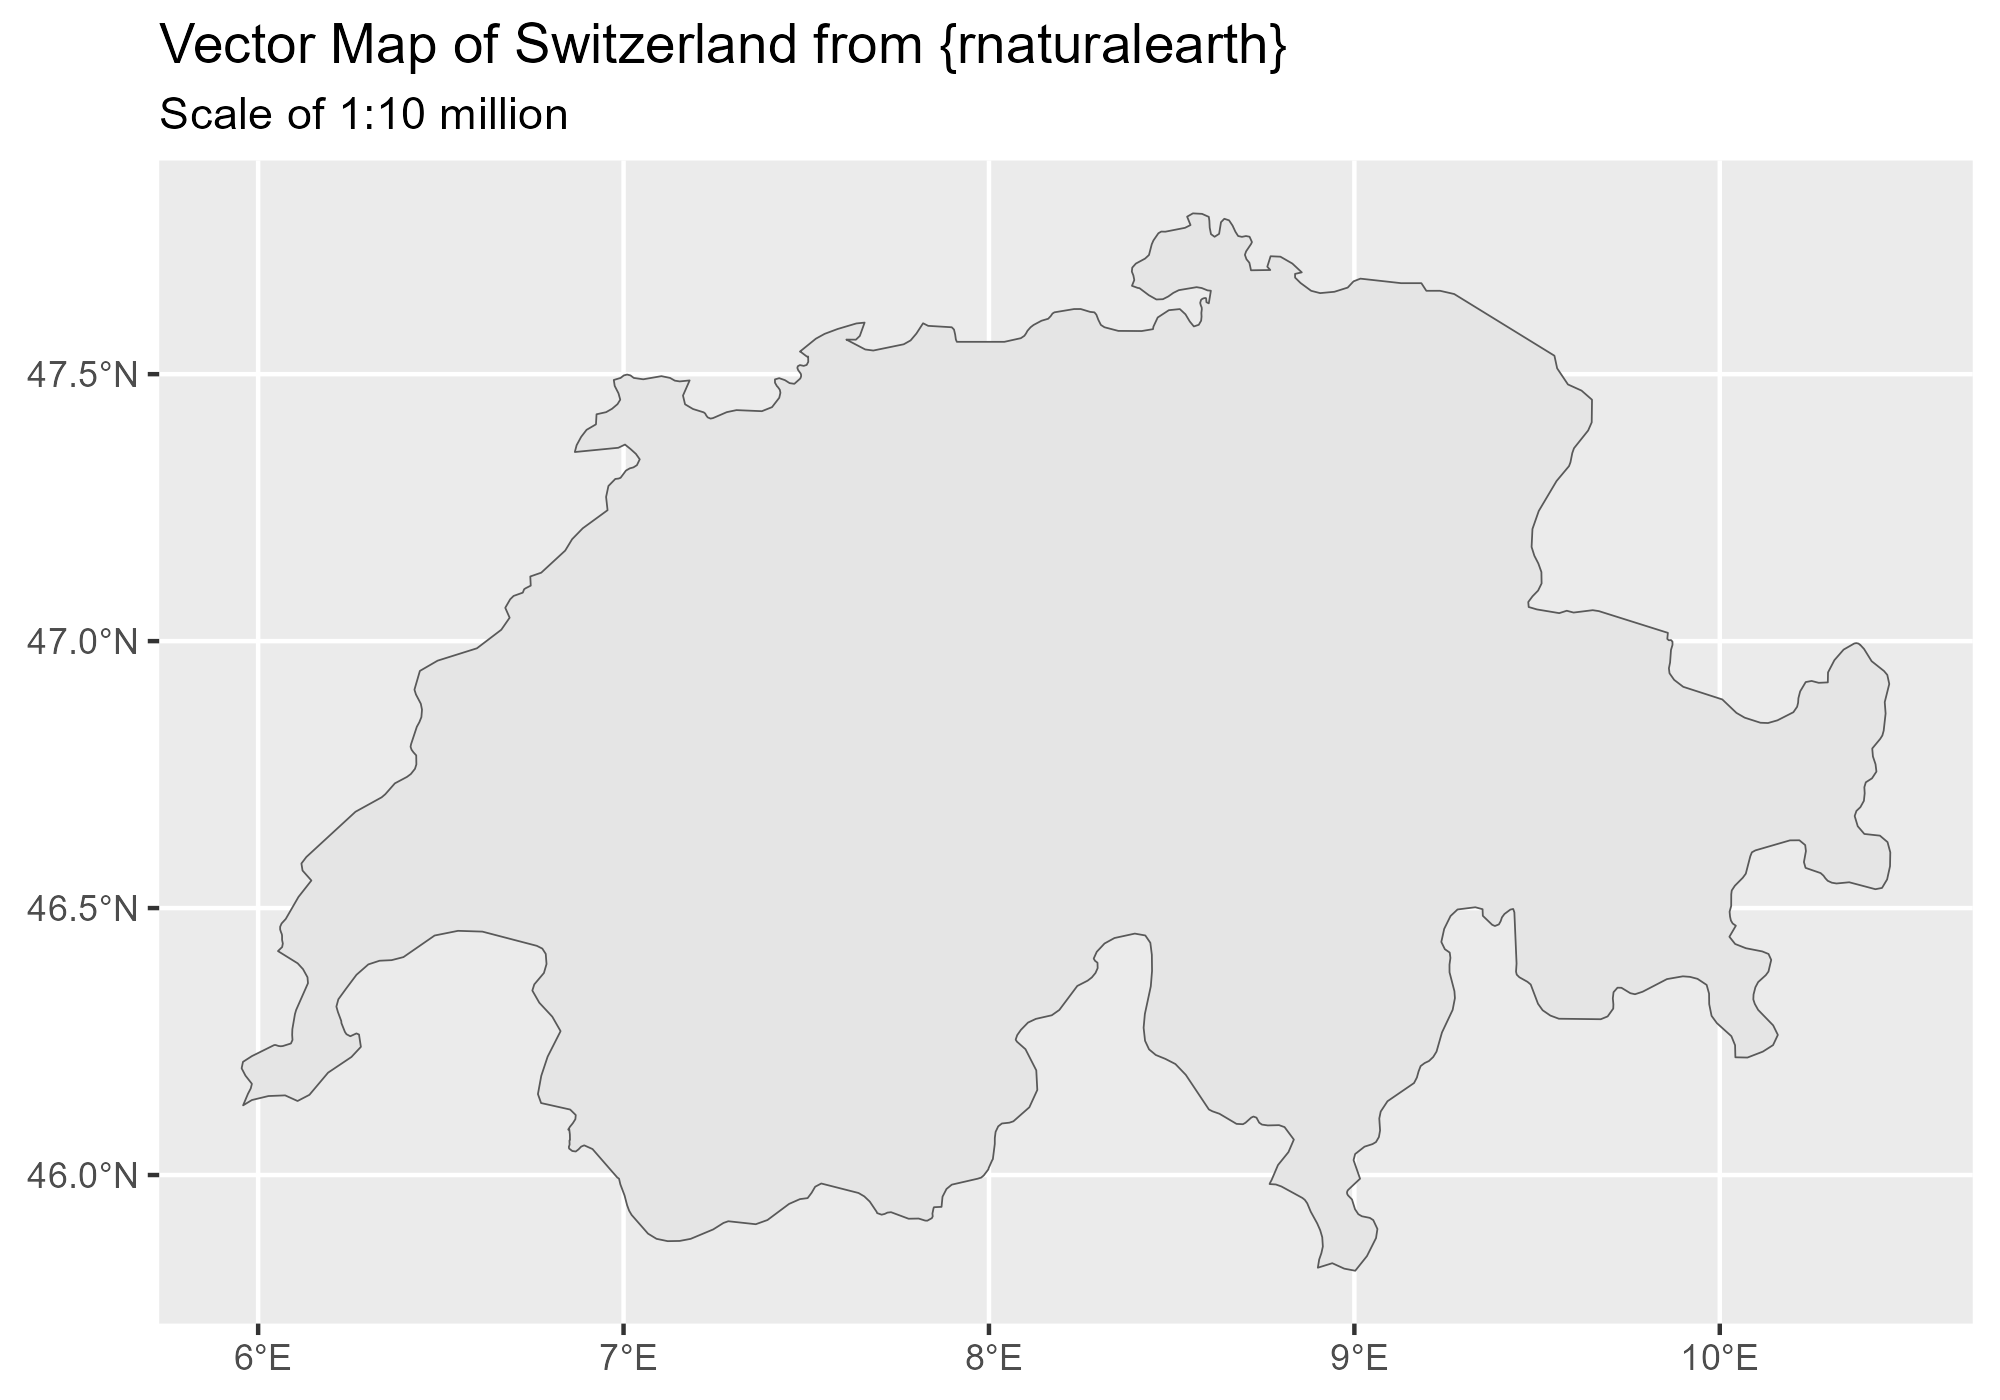 Vector Map of Switzerland from {rnaturalearth}
Scale of 1:10 million
47.5°N
47.0°N
46.5°N
46.0°N
6°E 7°E 8°E 9°E 10°E